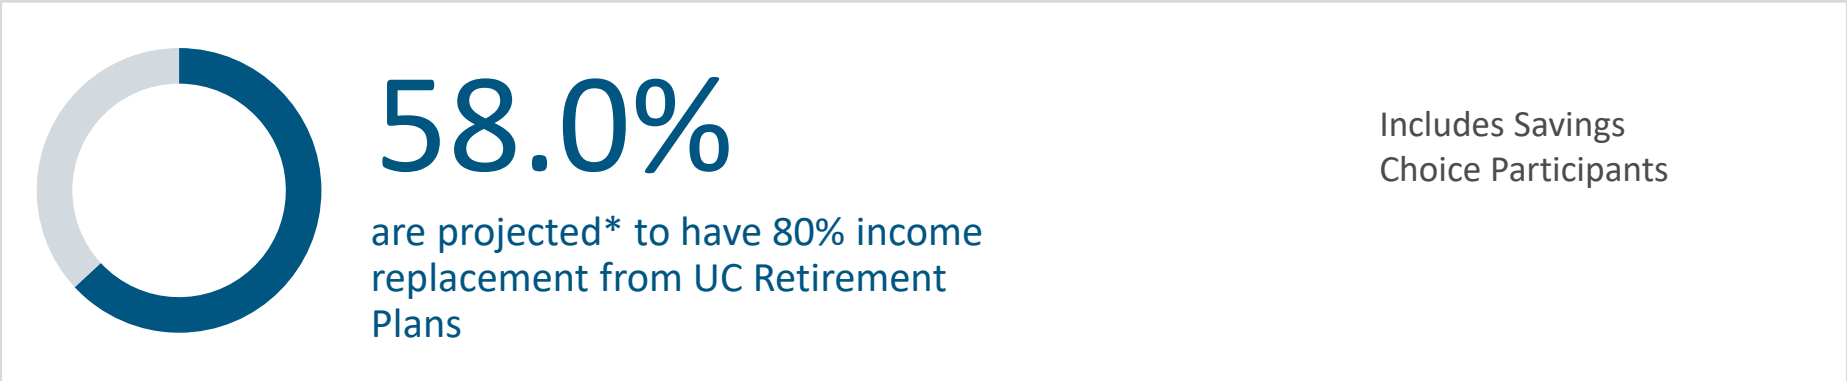 58.0%
are projected* to have 80% income
replacement from UC Retirement
Plans
Includes Savings
Choice Participants